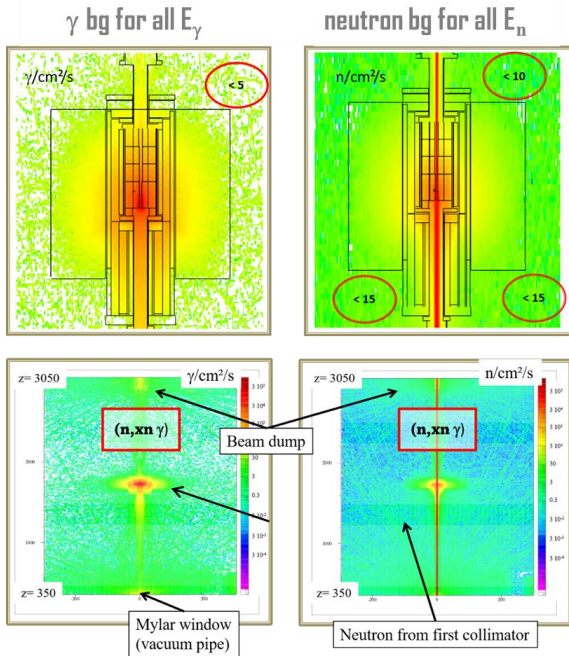 γ bg for all Eγ
neutron bg for all En
γ/cm²/s
< 5
n/cm²/s
< 10
< 15
< 15
z= 3050
γ/cm²/s
(n,xn γ)
z= 350
z= 3050
n/cm²/s
(n,xn γ)
z= 350
Beam dump
Mylar window
(vacuum pipe)
Neutron from first collimator